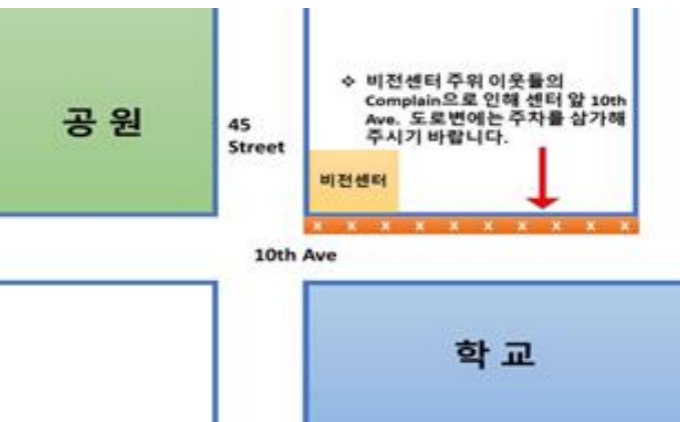 ❖ 비전센터 주위 이웃들의
Complain으로 인해 센터 앞 10th
Ave. 도로변에는 주차를 삼가해
주시기 바랍니다.
공 원
45
Street
비전센터
x x x x x x x x x x
10th Ave
학 교